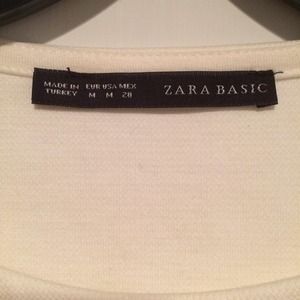 MADE IN TURKEY
EUR USA MEX
M M 28
ZARA BASIC